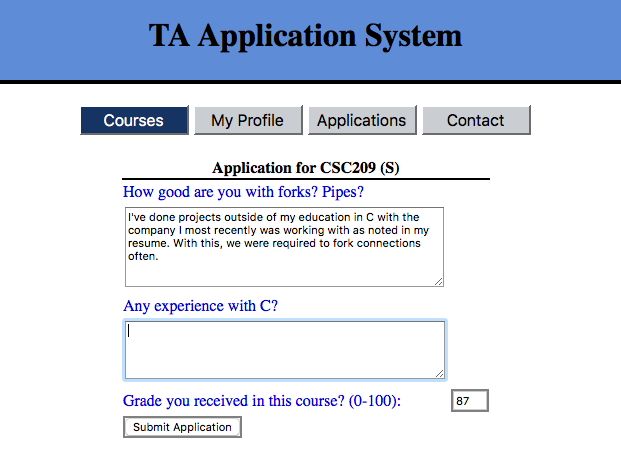 TA Application System
Courses My Profile Applications Contact
Application for CSC209 (S)
How good are you with forks? Pipes?
I've done projects outside of my education in C with the
company I most recently was working with as noted in my
resume. With this, we were required to fork connections
often.
Any experience with C?
Grade you received in this course? (0-100): 87
Submit Application